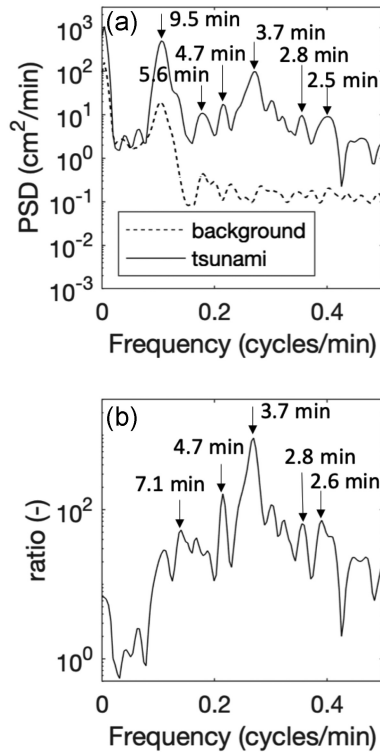 (a)
9.5 min
4.7 min
3.7 min
5.6 min
2.8 min
2.5 min
10³
10²
10¹
10⁰
10⁻¹
10⁻²
10⁻³
PSD (cm²/min)
background
tsunami
0
0.2
0.4
Frequency (cycles/min)
(b)
3.7 min
4.7 min
7.1 min
2.8 min
2.6 min
10²
10⁰
ratio (-)
0
0.2
0.4
Frequency (cycles/min)